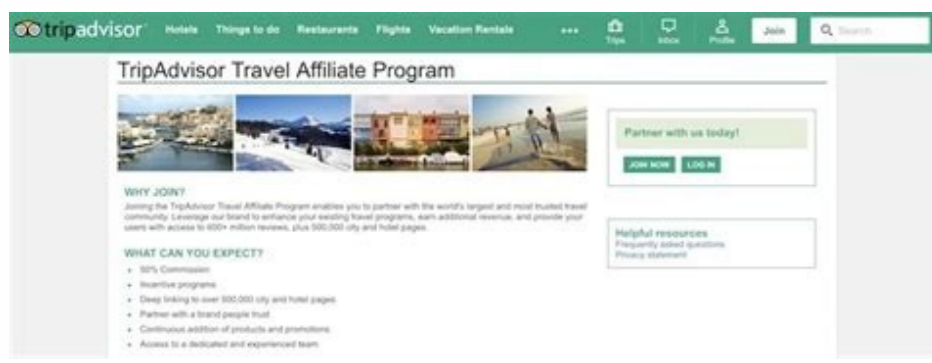 tripadvisor Hotels Things to do Restaurants Flights Vacation Rentals ••• Trips Inbox Profile Join Search
TripAdvisor Travel Affiliate Program
Partner with us today!
JOIN NOW LOG IN
WHY JOIN?
Joining the TripAdvisor Travel Affiliate Program enables you to partner with the world's largest and most trusted travel
community. Leverage our brand to enhance your existing travel programs, earn additional revenue, and provide your
users with access to 600+ million reviews, plus 500,000 city and hotel pages.
Helpful resources
Frequently asked questions
Privacy statement
WHAT CAN YOU EXPECT?
• 50% Commission
• Incentive programs
• Deep linking to over 500,000 city and hotel pages
• Partner with a brand people trust
• Continuous addition of products and promotions
• Access to a dedicated and experienced team